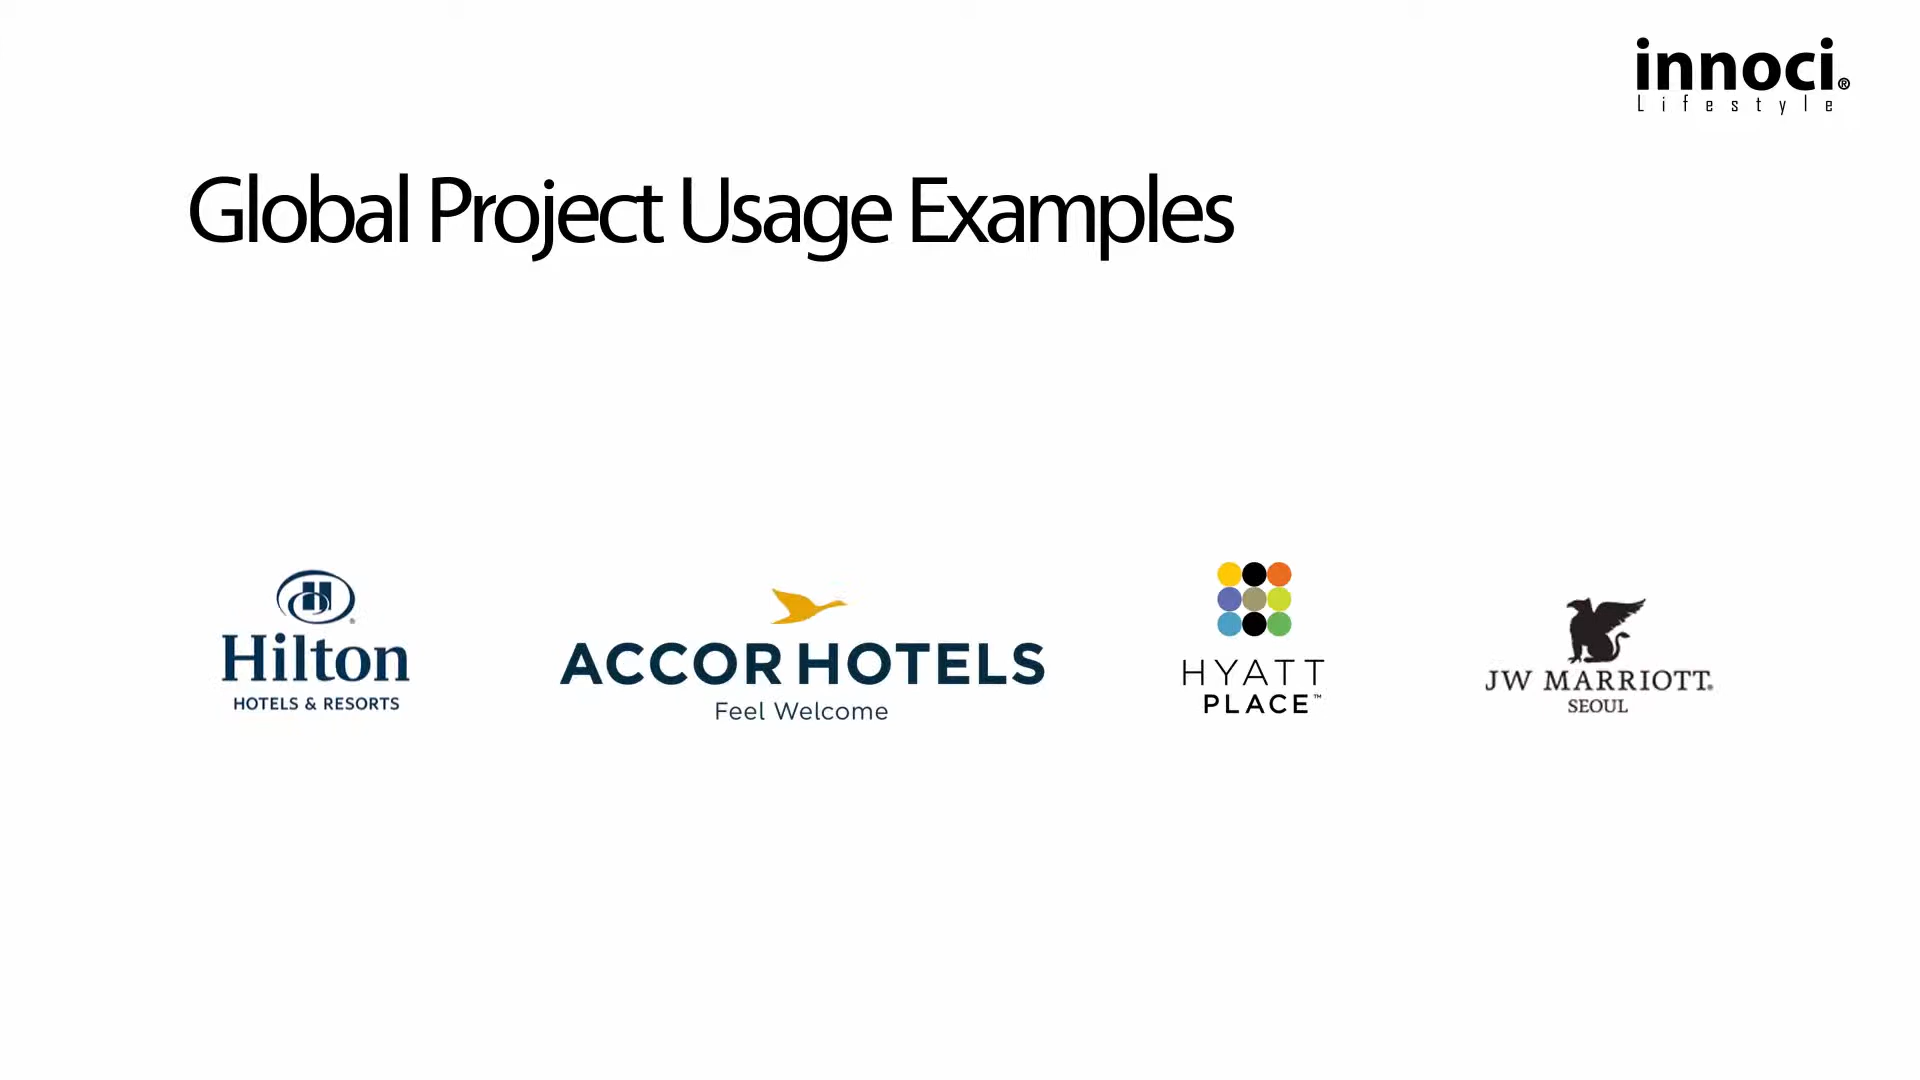 innoci®
Lifestyle
Global Project Usage Examples
H®
Hilton
HOTELS & RESORTS
ACCOR HOTELS
Feel Welcome
HYATT
PLACE™
JW MARRIOTT®
SEOUL